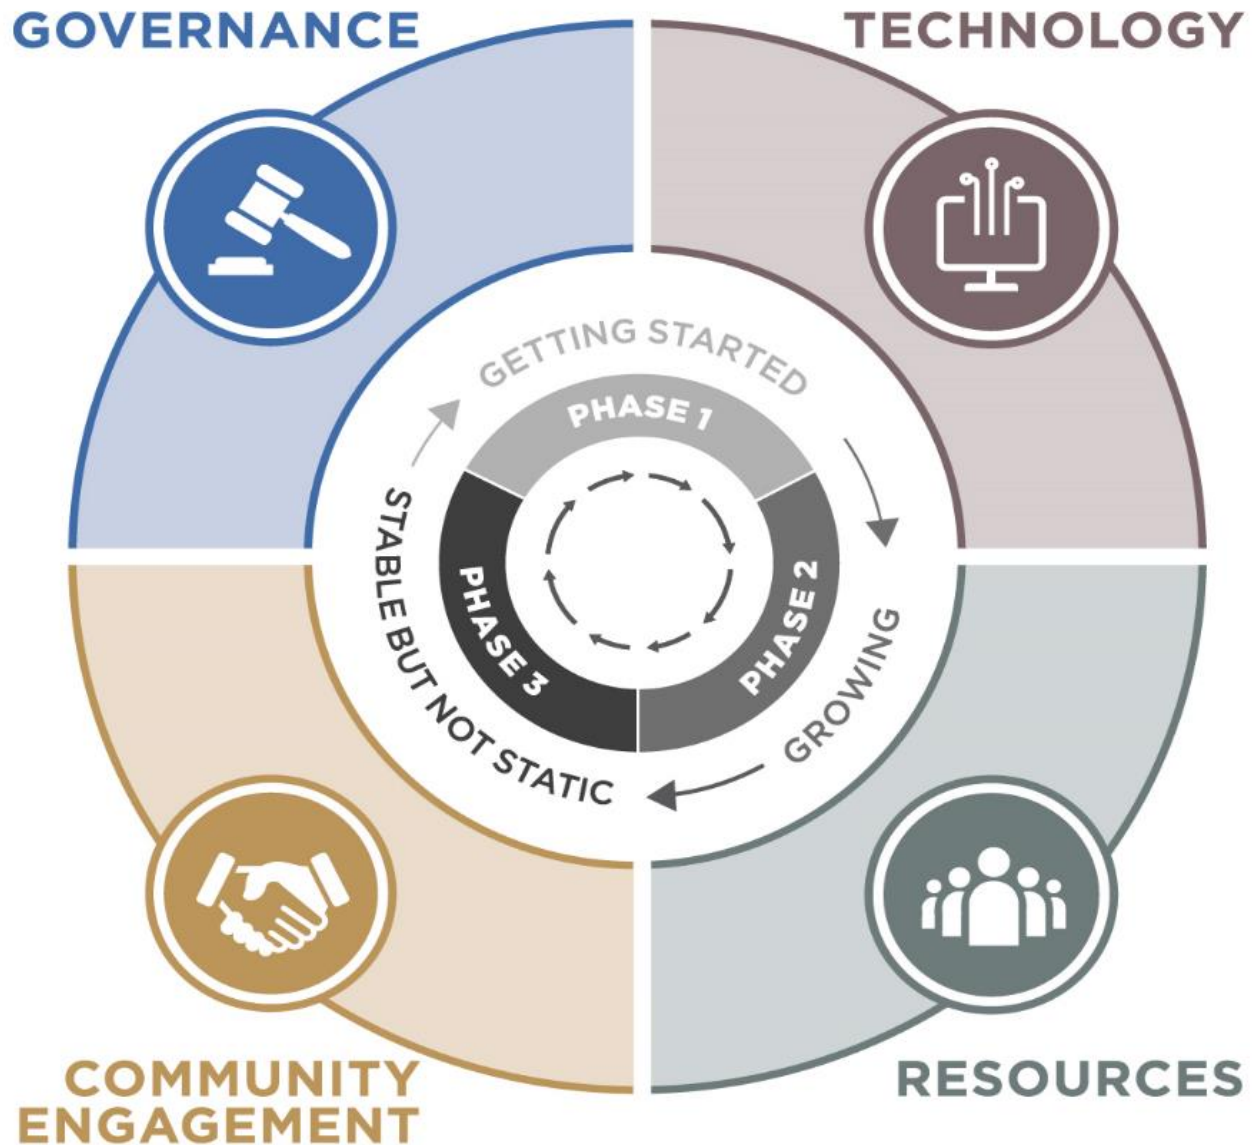 GOVERNANCE
TECHNOLOGY
GETTING STARTED
PHASE 1
PHASE 2
GROWING
PHASE 3
STABLE BUT NOT STATIC
COMMUNITY
ENGAGEMENT
RESOURCES